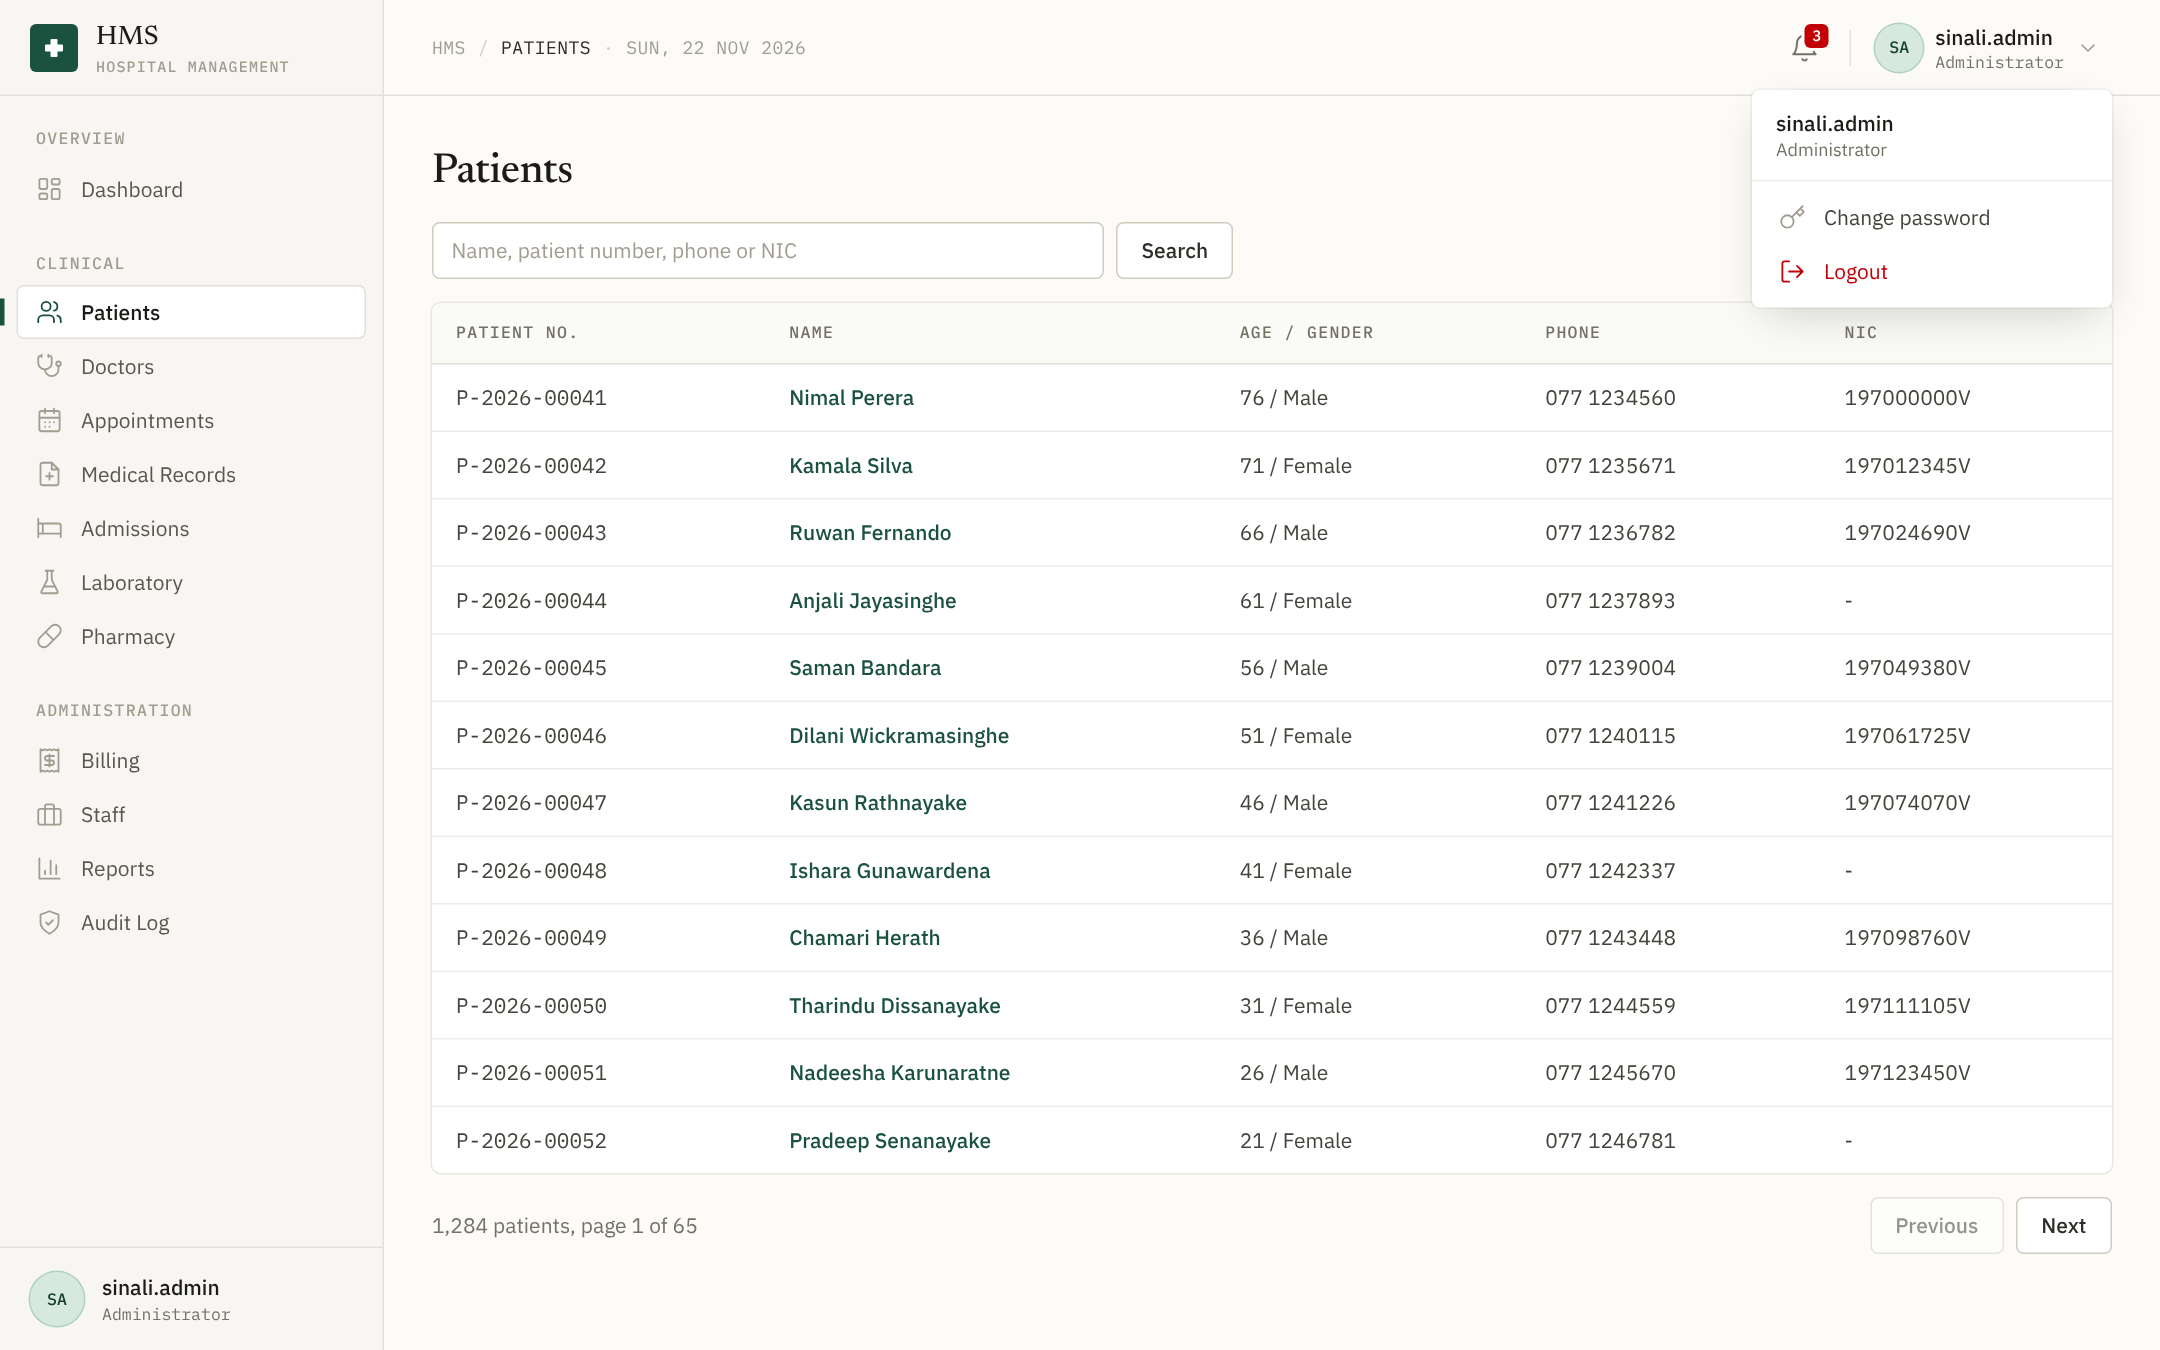 HMS
HOSPITAL MANAGEMENT
HMS / PATIENTS · SUN, 22 NOV 2026
3
SA
sinali.admin
Administrator
sinali.admin
Administrator
Change password
Logout
OVERVIEW
Dashboard
CLINICAL
Patients
Doctors
Appointments
Medical Records
Admissions
Laboratory
Pharmacy
ADMINISTRATION
Billing
Staff
Reports
Audit Log
SA
sinali.admin
Administrator
Patients
Name, patient number, phone or NIC
Search
PATIENT NO. NAME AGE / GENDER PHONE NIC
P-2026-00041 Nimal Perera 76 / Male 077 1234560 197000000V
P-2026-00042 Kamala Silva 71 / Female 077 1235671 197012345V
P-2026-00043 Ruwan Fernando 66 / Male 077 1236782 197024690V
P-2026-00044 Anjali Jayasinghe 61 / Female 077 1237893 -
P-2026-00045 Saman Bandara 56 / Male 077 1239004 197049380V
P-2026-00046 Dilani Wickramasinghe 51 / Female 077 1240115 197061725V
P-2026-00047 Kasun Rathnayake 46 / Male 077 1241226 197074070V
P-2026-00048 Ishara Gunawardena 41 / Female 077 1242337 -
P-2026-00049 Chamari Herath 36 / Male 077 1243448 197098760V
P-2026-00050 Tharindu Dissanayake 31 / Female 077 1244559 197111105V
P-2026-00051 Nadeesha Karunaratne 26 / Male 077 1245670 197123450V
P-2026-00052 Pradeep Senanayake 21 / Female 077 1246781 -
1,284 patients, page 1 of 65
Previous
Next